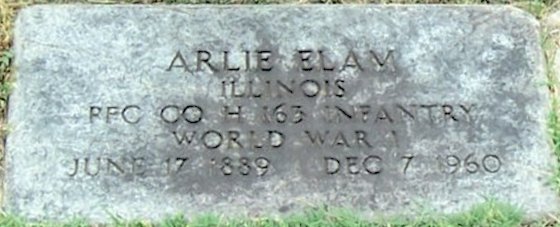 ARLIE ELAM
ILLINOIS
PFC CO H 163 INFANTRY
WORLD WAR I
JUNE 17 1889 DEC 7 1960